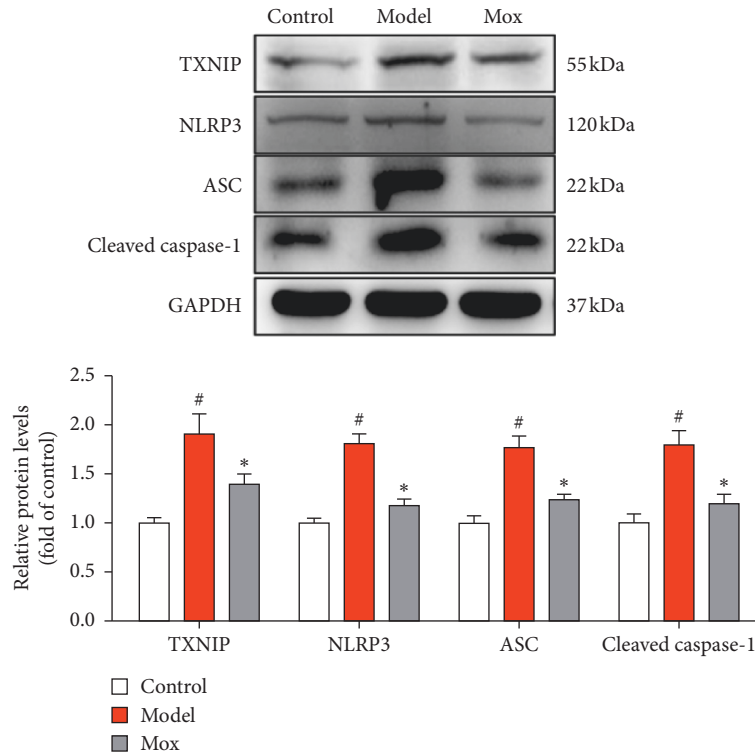 Control Model Mox
TXNIP 55 kDa
NLRP3 120 kDa
ASC 22 kDa
Cleaved caspase-1 22 kDa
GAPDH 37 kDa
Relative protein levels
(fold of control)
2.5
2.0
1.5
1.0
0.5
0.0
# * # * # * # *
TXNIP NLRP3 ASC Cleaved caspase-1
Control
Model
Mox